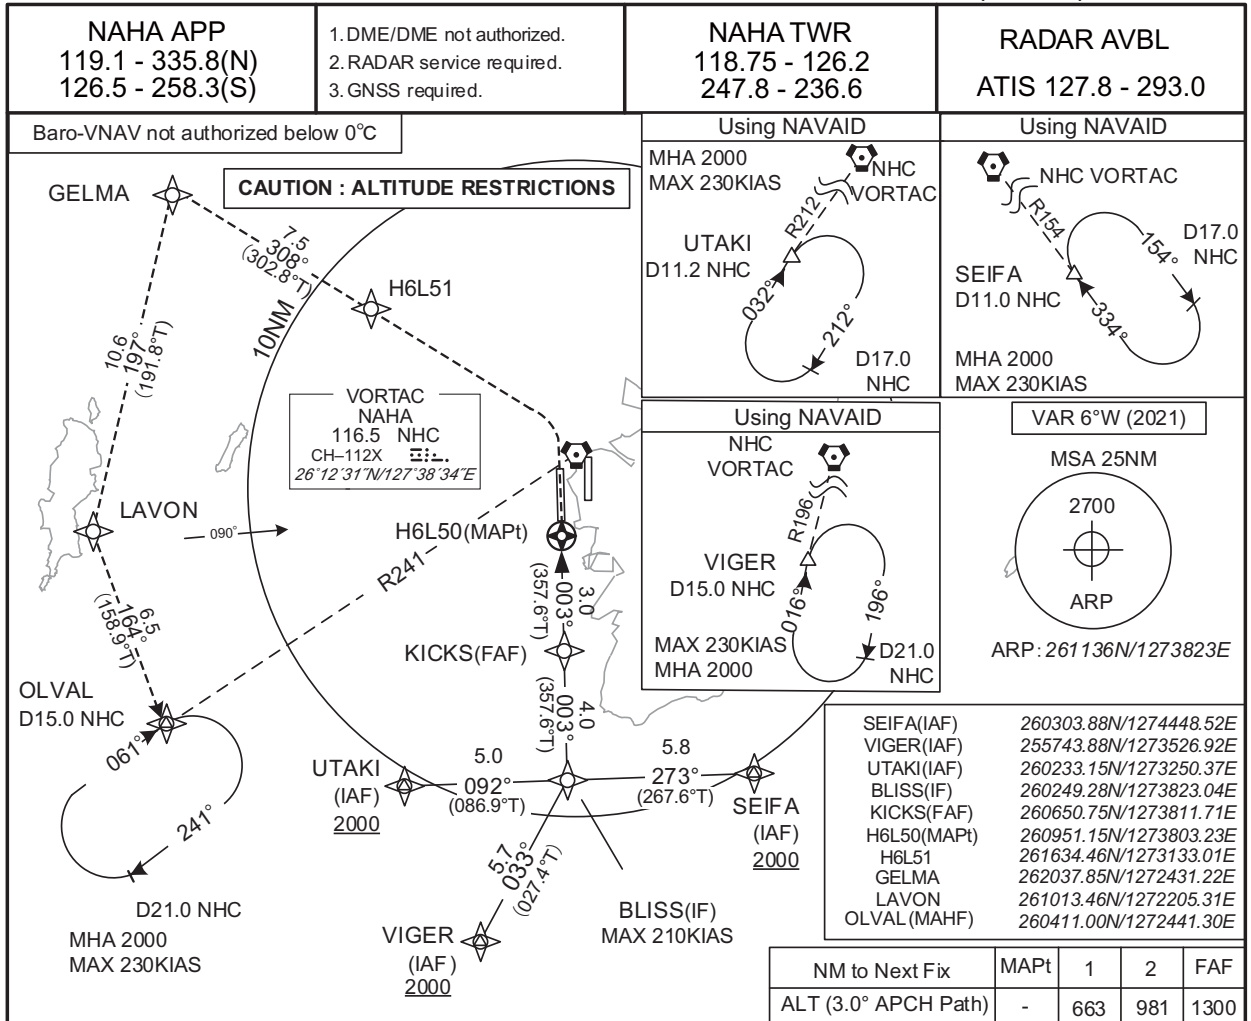 NAHA APP
119.1 - 335.8(N)
126.5 - 258.3(S)
1. DME/DME not authorized.
2. RADAR service required.
3. GNSS required.
NAHA TWR
118.75 - 126.2
247.8 - 236.6
RADAR AVBL
ATIS 127.8 - 293.0
Baro-VNAV not authorized below 0°C
CAUTION : ALTITUDE RESTRICTIONS
GELMA
7.5
308°
(302.8°T)
H6L51
10NM
10.6
197°
(191.8°T)
VORTAC
NAHA
116.5 NHC
CH–112X
26°12´31˝N/127°38´34˝E
LAVON
090°
H6L50(MAPt)
R241
3.0
003°
(357.6°T)
6.5
164°
(158.9°T)
KICKS(FAF)
4.0
003°
(357.6°T)
OLVAL
D15.0 NHC
061°
241°
D21.0 NHC
MHA 2000
MAX 230KIAS
UTAKI
(IAF)
2000
5.0
092°
(086.9°T)
5.8
273°
(267.6°T)
SEIFA
(IAF)
2000
5.7
033°
(027.4°T)
BLISS(IF)
MAX 210KIAS
VIGER
(IAF)
2000
Using NAVAID
MHA 2000
MAX 230KIAS
NHC
VORTAC
R212
UTAKI
D11.2 NHC
032°
212°
D17.0
NHC
Using NAVAID
NHC VORTAC
R154
154°
D17.0
NHC
SEIFA
D11.0 NHC
334°
MHA 2000
MAX 230KIAS
Using NAVAID
NHC
VORTAC
R196
VIGER
D15.0 NHC
016°
196°
MAX 230KIAS
MHA 2000
D21.0
NHC
VAR 6°W (2021)
MSA 25NM
2700
ARP
ARP: 261136N/1273823E
SEIFA(IAF) 260303.88N/1274448.52E
VIGER(IAF) 255743.88N/1273526.92E
UTAKI(IAF) 260233.15N/1273250.37E
BLISS(IF) 260249.28N/1273823.04E
KICKS(FAF) 260650.75N/1273811.71E
H6L50(MAPt) 260951.15N/1273803.23E
H6L51 261634.46N/1273133.01E
GELMA 262037.85N/1272431.22E
LAVON 261013.46N/1272205.31E
OLVAL(MAHF) 260411.00N/1272441.30E
NM to Next Fix MAPt 1 2 FAF
ALT (3.0° APCH Path) - 663 981 1300